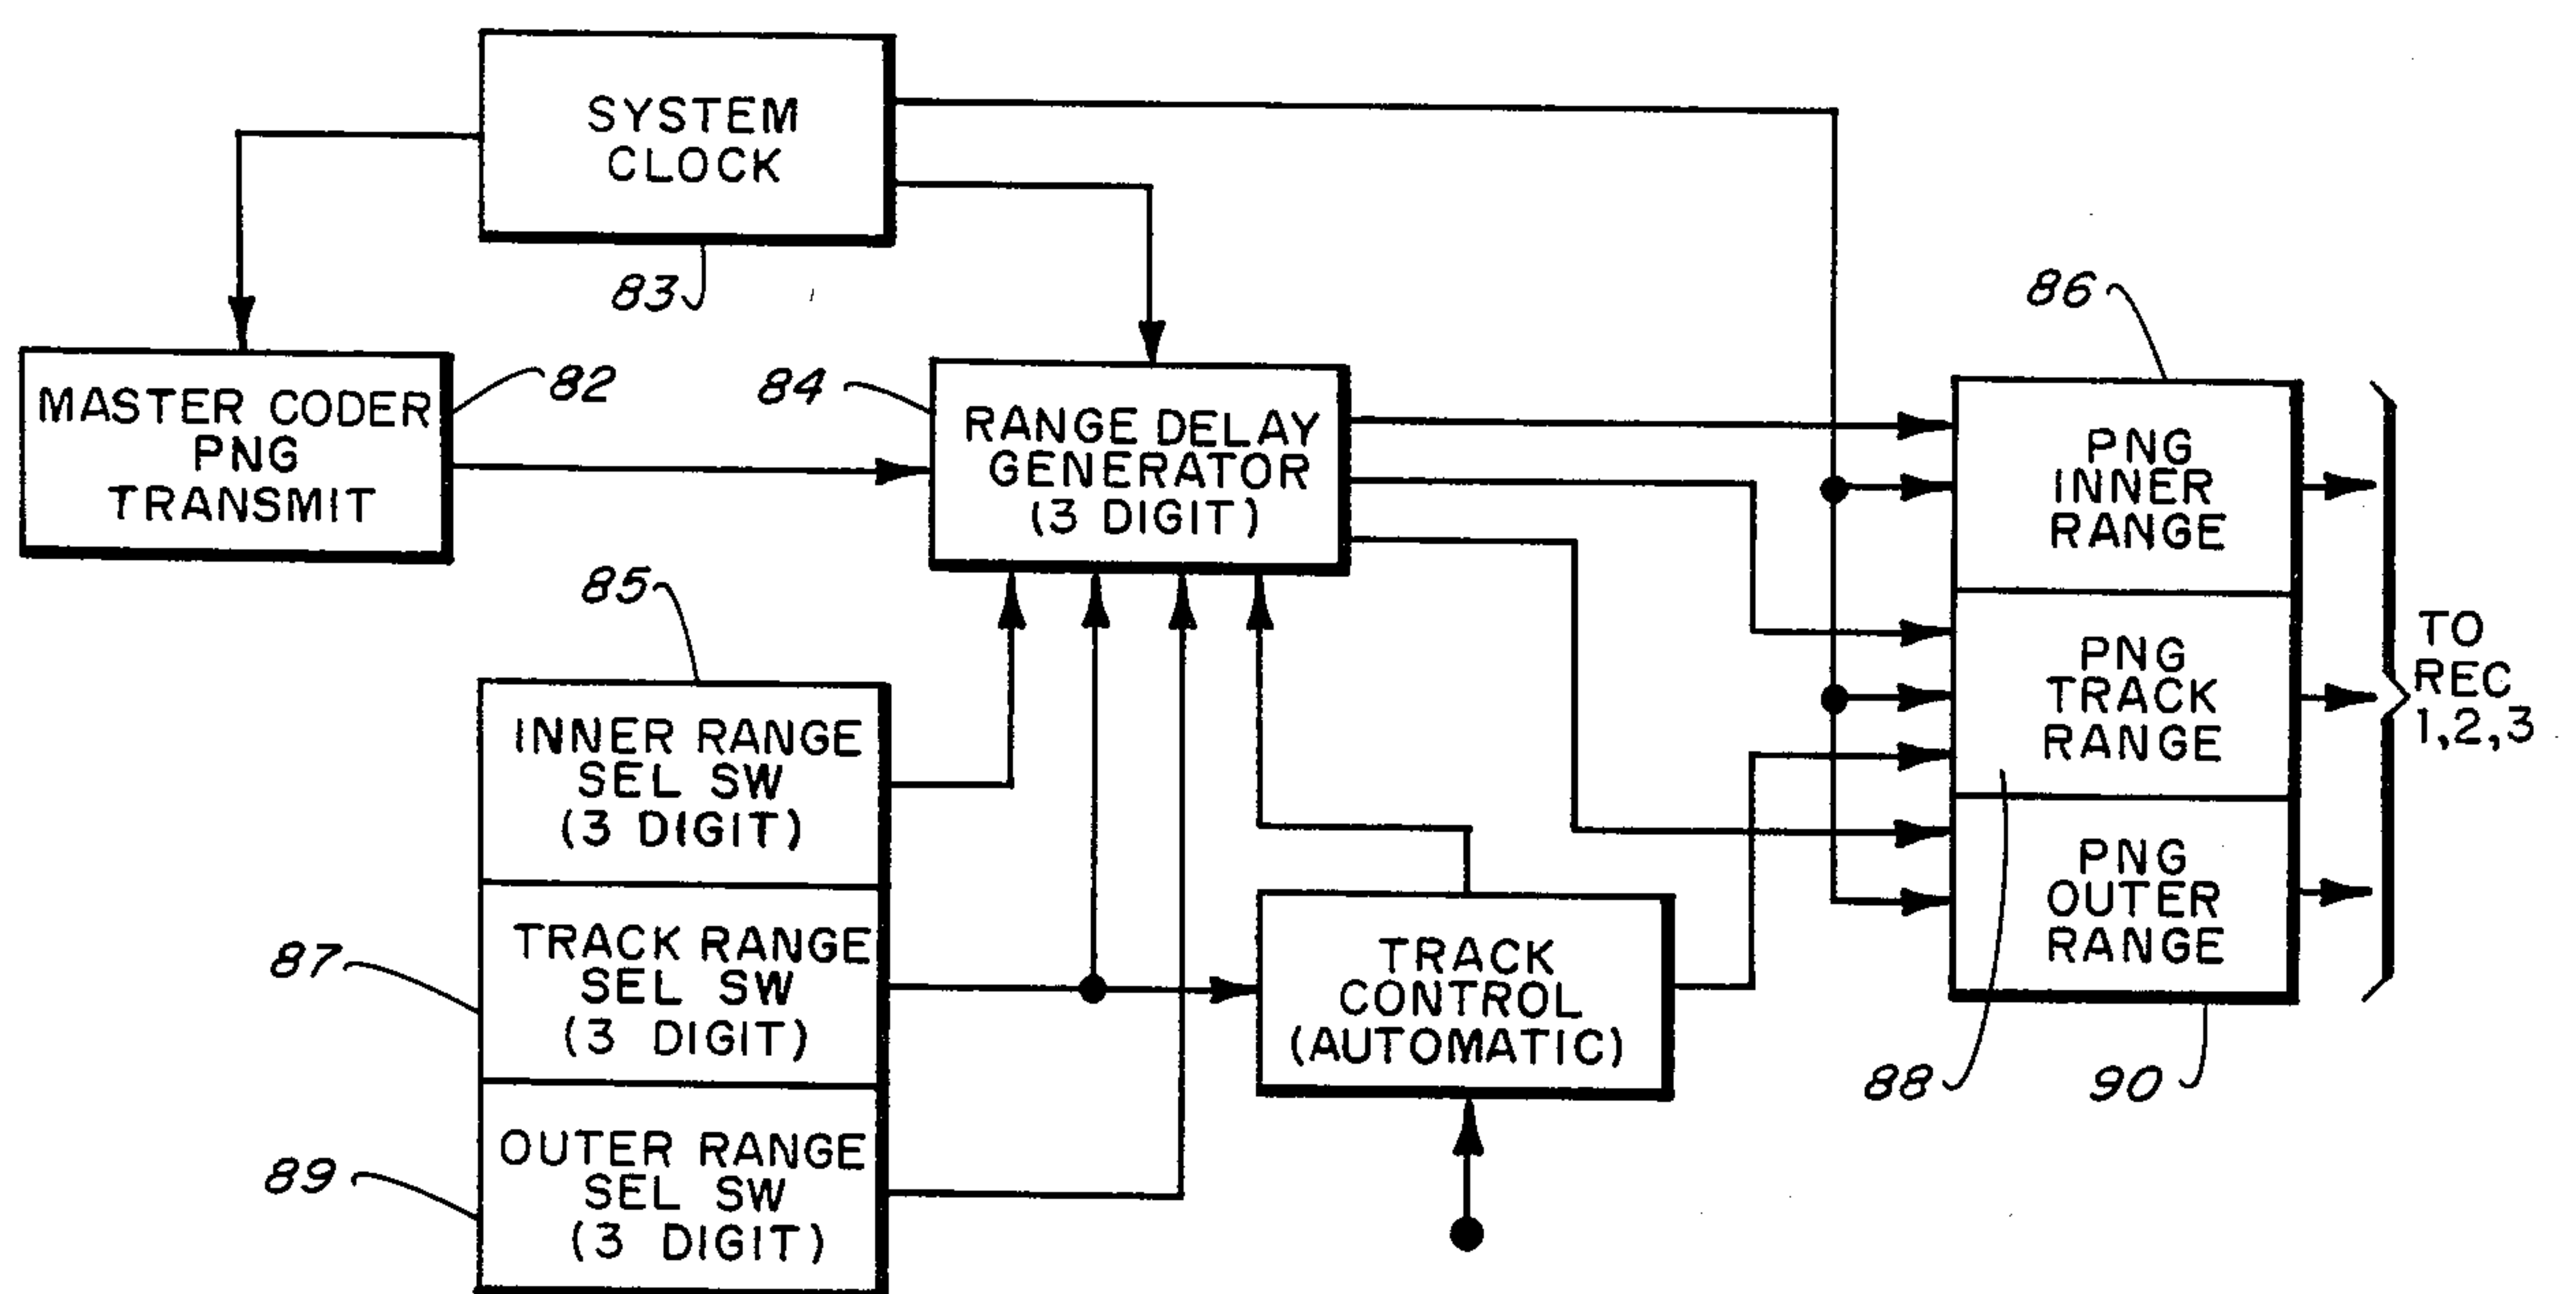 SYSTEM
CLOCK
83
MASTER CODER
PNG
TRANSMIT
82
84
RANGE DELAY
GENERATOR
(3 DIGIT)
86
PNG
INNER
RANGE
PNG
TRACK
RANGE
PNG
OUTER
RANGE
TO
REC
1,2,3
85
INNER RANGE
SEL SW
(3 DIGIT)
87
TRACK RANGE
SEL SW
(3 DIGIT)
89
OUTER RANGE
SEL SW
(3 DIGIT)
TRACK
CONTROL
(AUTOMATIC)
88
90